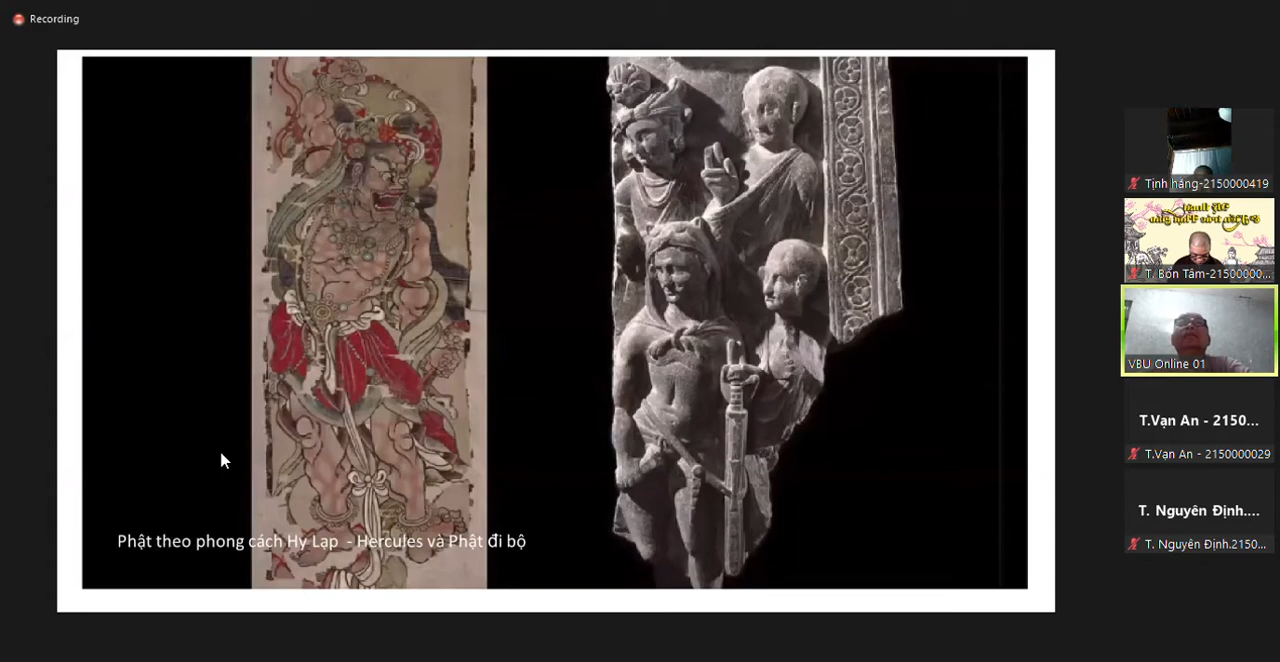 Recording
Phật theo phong cách Hy Lạp - Hercules và Phật đi bộ
Tịnh háng-2150000419
T. Bổn Tâm-21500000...
VBU Online 01
T.Vạn An - 2150...
T.Vạn An - 2150000029
T. Nguyên Định....
T. Nguyên Định.2150...